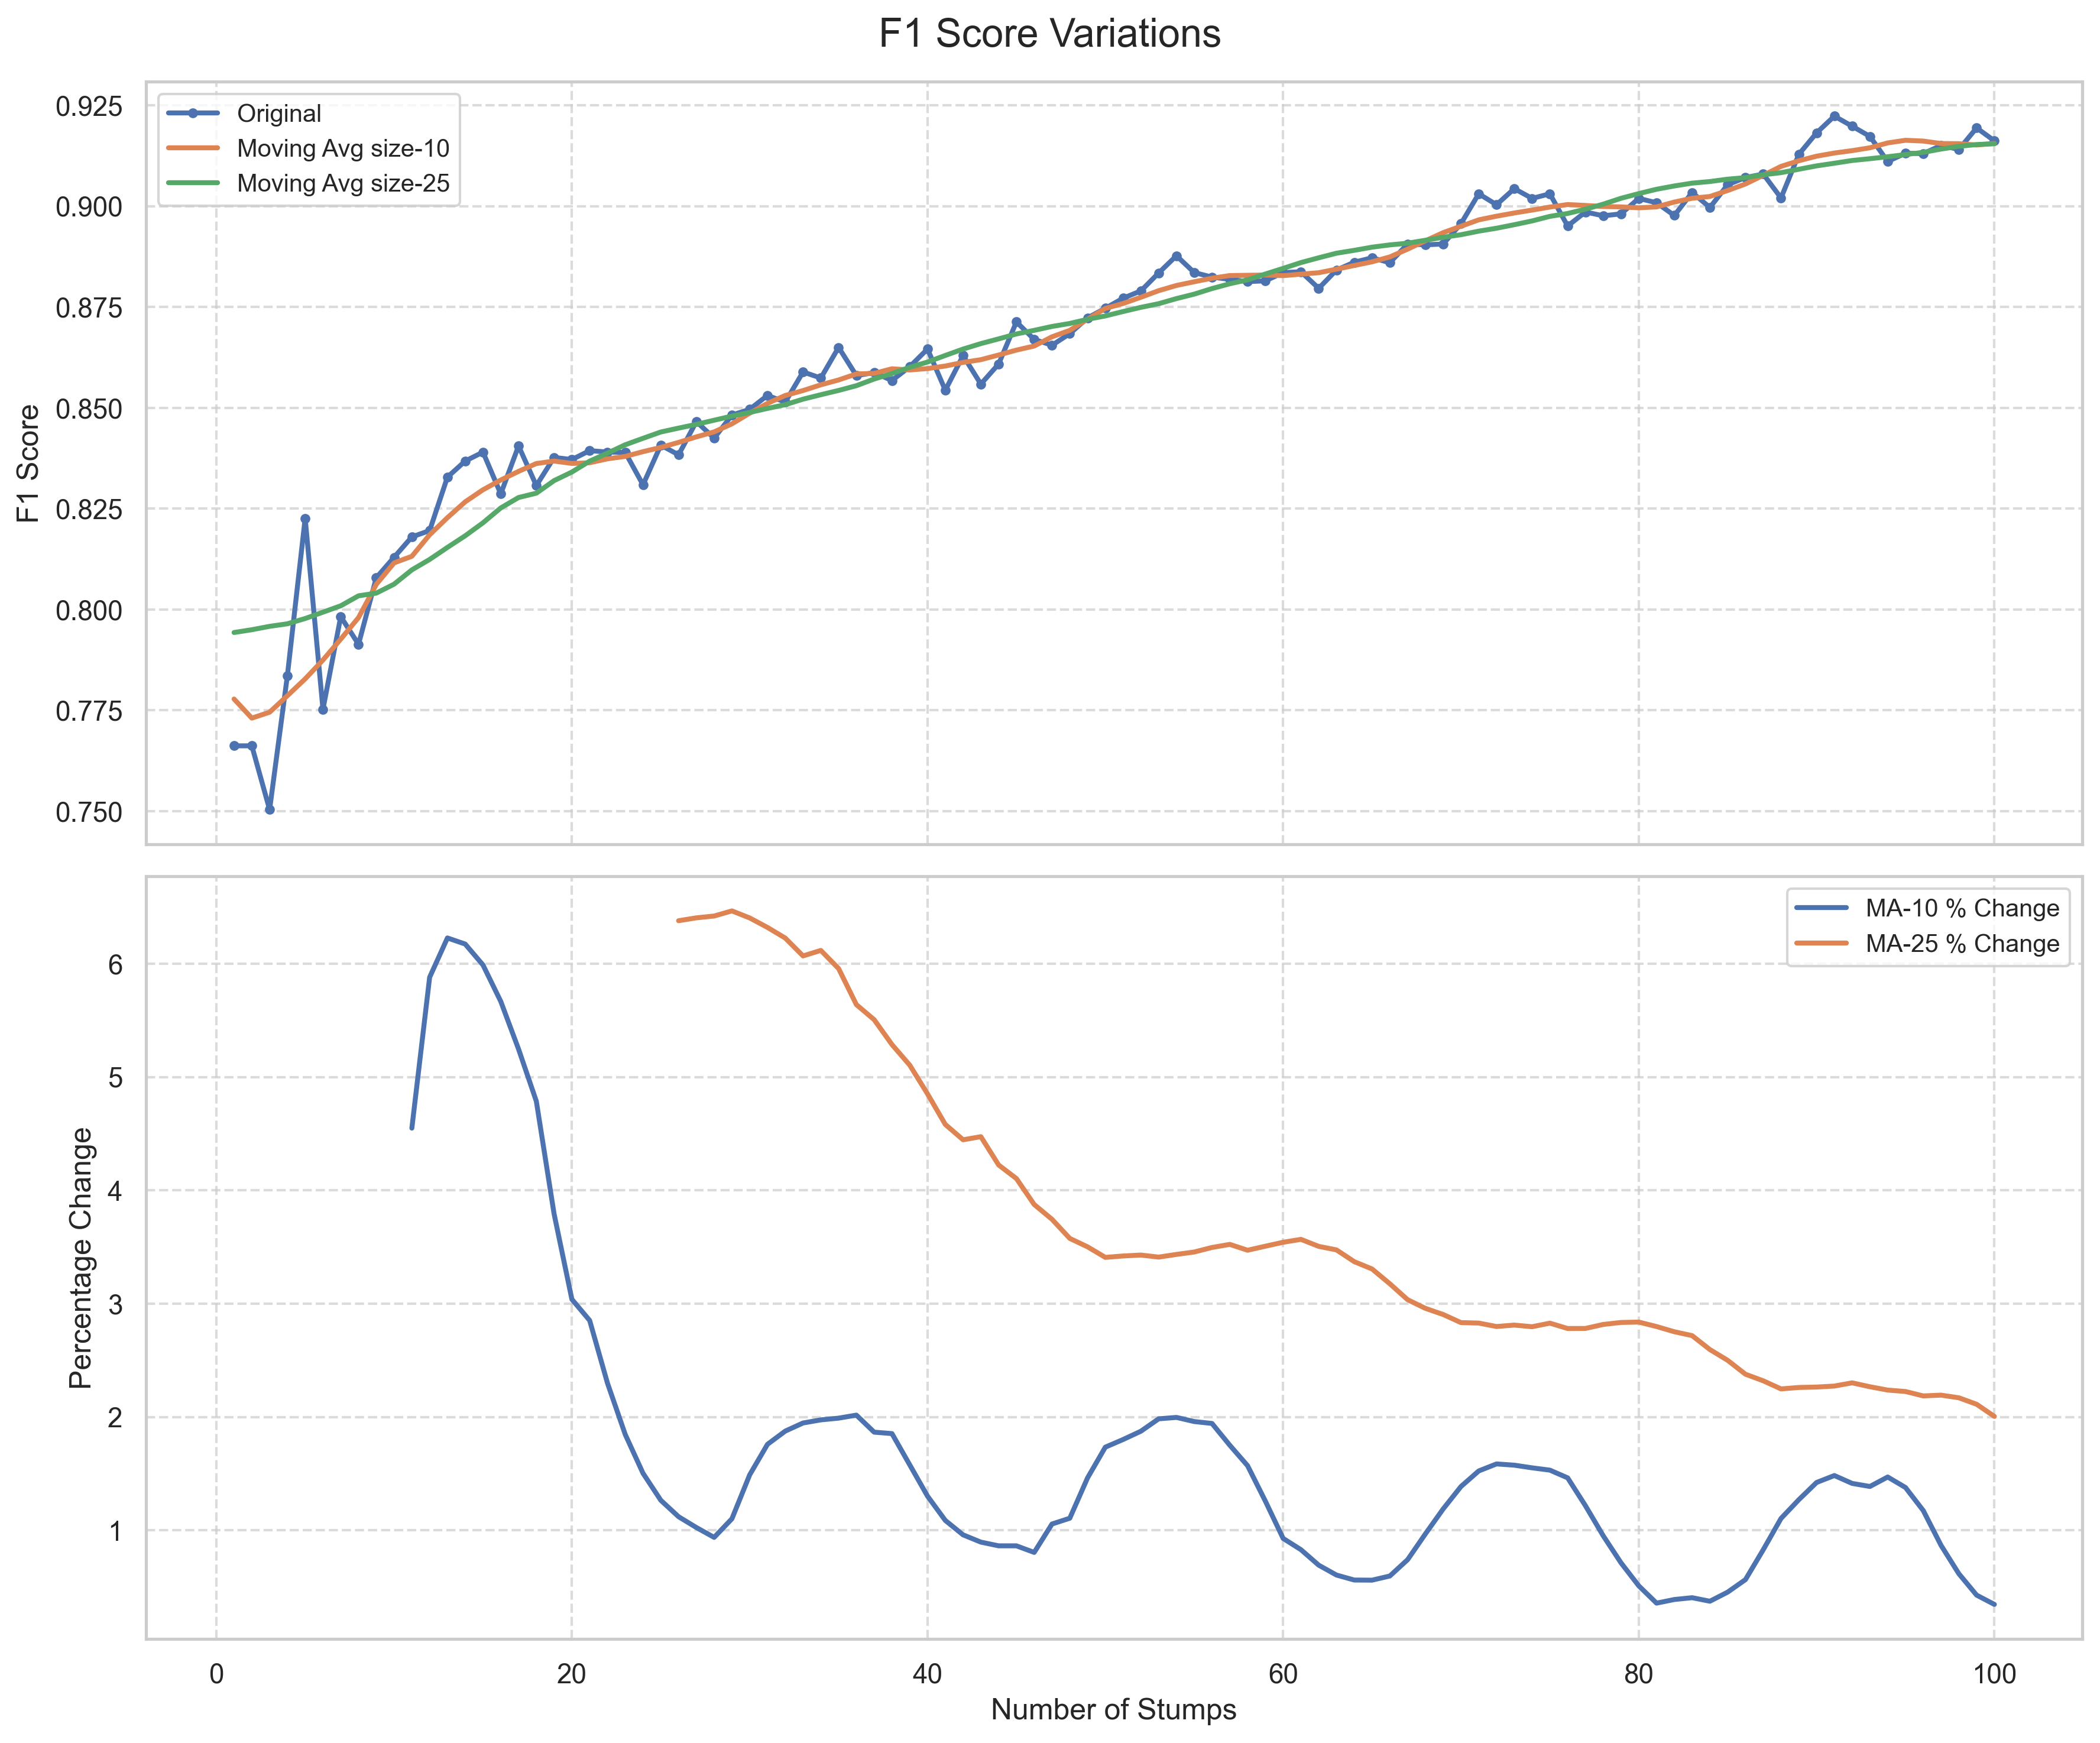 F1 Score Variations
0.925
0.900
0.875
0.850
0.825
0.800
0.775
0.750
F1 Score
Original
Moving Avg size-10
Moving Avg size-25
6
5
4
3
2
1
Percentage Change
MA-10 % Change
MA-25 % Change
0 20 40 60 80 100
Number of Stumps